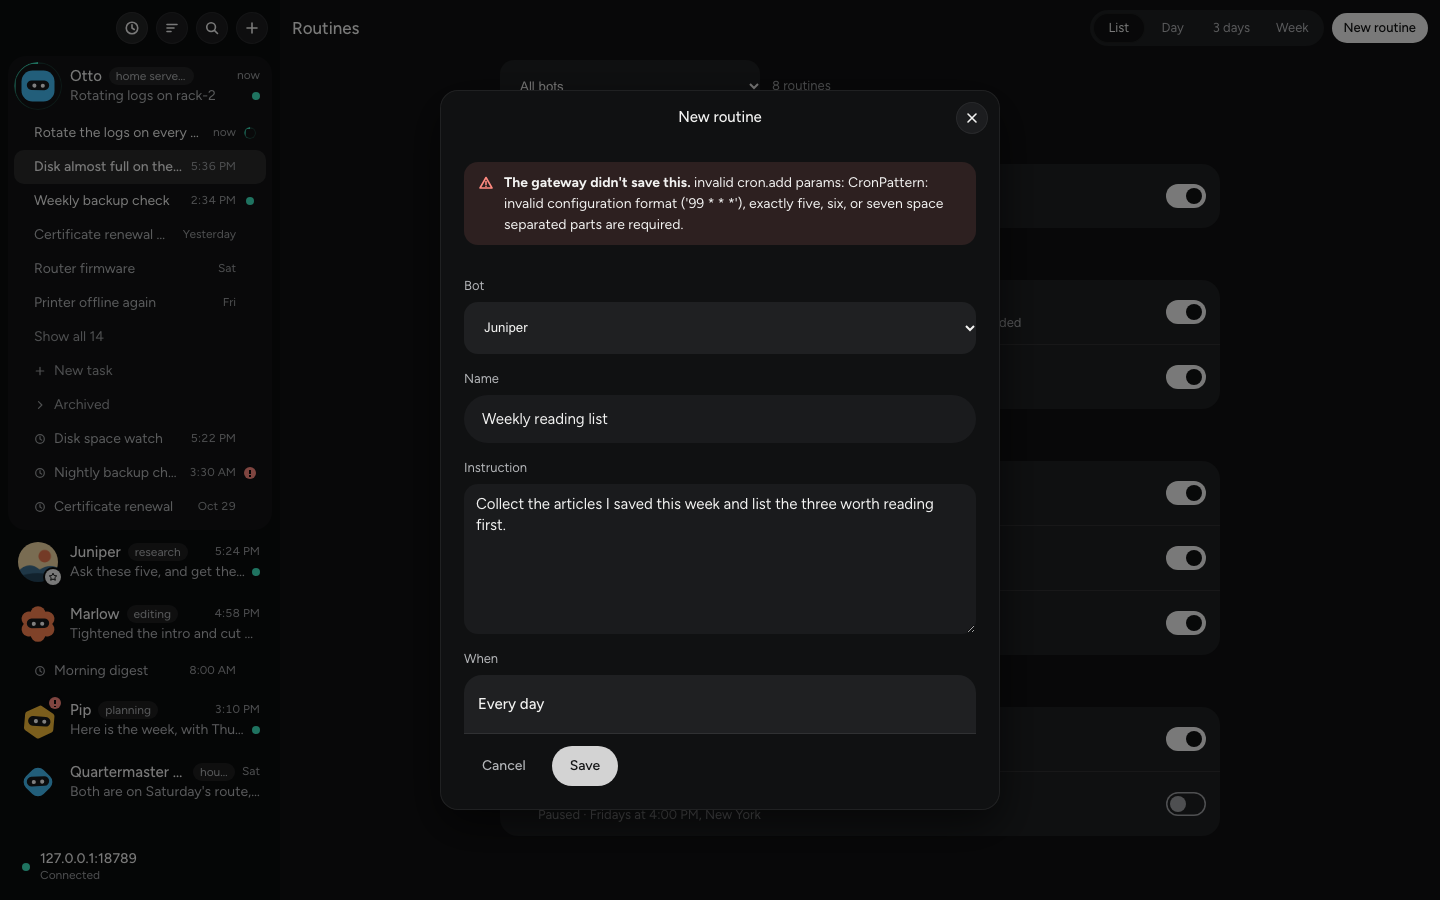 Routines
List
Day
3 days
Week
New routine
Otto
home serve...
now
Rotating logs on rack-2
Rotate the logs on every ...
now
Disk almost full on the...
5:36 PM
Weekly backup check
2:34 PM
Certificate renewal ...
Yesterday
Router firmware
Sat
Printer offline again
Fri
Show all 14
New task
Archived
Disk space watch
5:22 PM
Nightly backup ch...
3:30 AM
Certificate renewal
Oct 29
Juniper
research
5:24 PM
Ask these five, and get the...
Marlow
editing
4:58 PM
Tightened the intro and cut ...
Morning digest
8:00 AM
Pip
planning
3:10 PM
Here is the week, with Thu...
Quartermaster ...
hou...
Sat
Both are on Saturday's route,...
127.0.0.1:18789
Connected
All bots
8 routines
New routine
The gateway didn't save this. invalid cron.add params: CronPattern:
invalid configuration format ('99 * * *'), exactly five, six, or seven space
separated parts are required.
Bot
Juniper
Name
Weekly reading list
Instruction
Collect the articles I saved this week and list the three worth reading
first.
When
Every day
Cancel
Save
ded
Paused · Fridays at 4:00 PM, New York